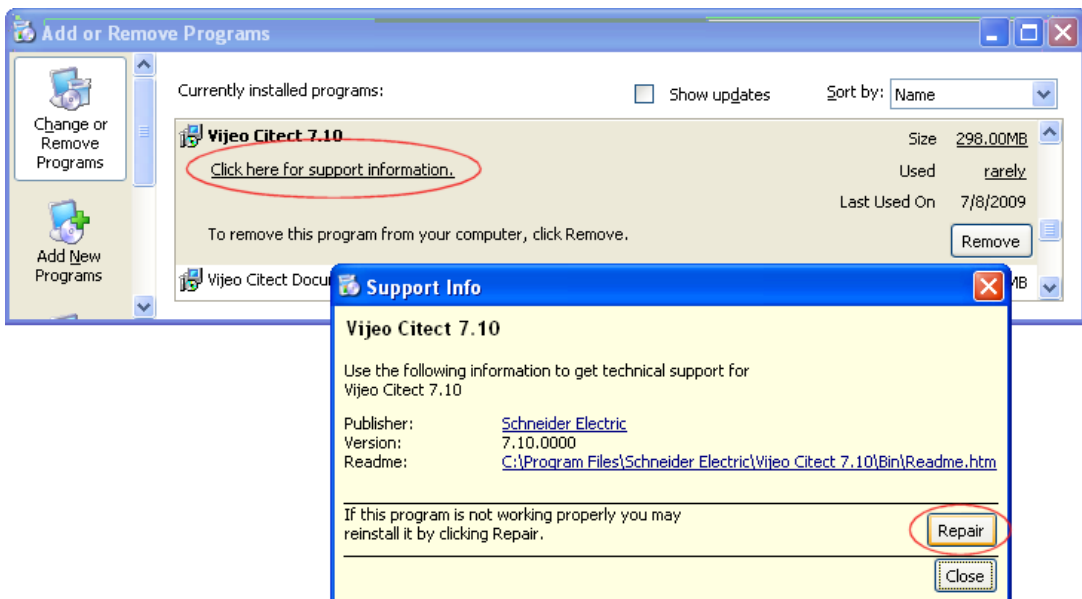 Add or Remove Programs
Change or
Remove
Programs
Add New
Programs
Currently installed programs:
Show updates
Sort by: Name
Vijeo Citect 7.10
Size 298.00MB
Click here for support information.
Used rarely
Last Used On 7/8/2009
To remove this program from your computer, click Remove.
Remove
Vijeo Citect
MB
Support Info
Vijeo Citect 7.10
Use the following information to get technical support for
Vijeo Citect 7.10
Publisher: Schneider Electric
Version: 7.10.0000
Readme: C:\Program Files\Schneider Electric\Vijeo Citect 7.10\Bin\Readme.htm
If this program is not working properly you may
reinstall it by clicking Repair.
Repair
Close